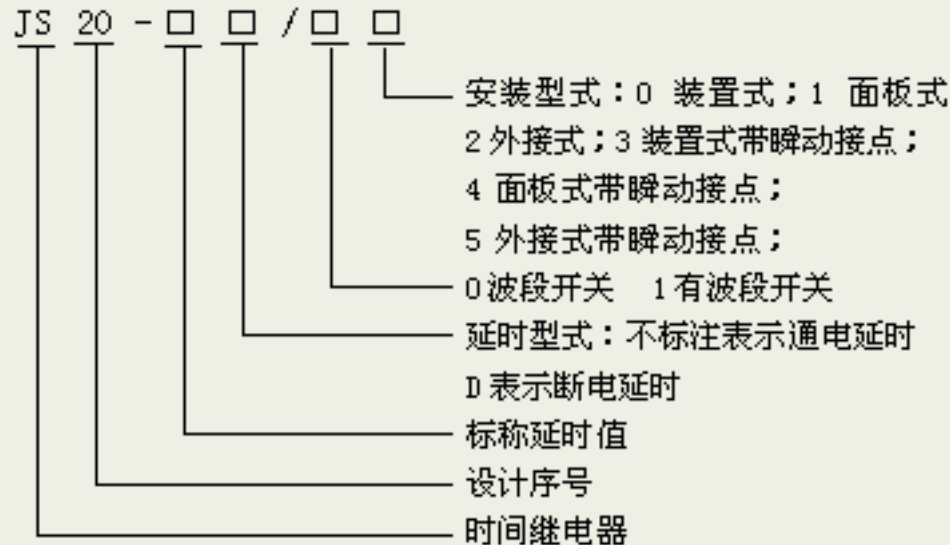 JS 20 - □ □ / □ □
安装型式：0 装置式；1 面板式
2外接式；3装置式带瞬动接点；
4 面板式带瞬动接点；
5 外接式带瞬动接点；
0波段开关 1有波段开关
延时型式：不标注表示通电延时
D表示断电延时
标称延时值
设计序号
时间继电器